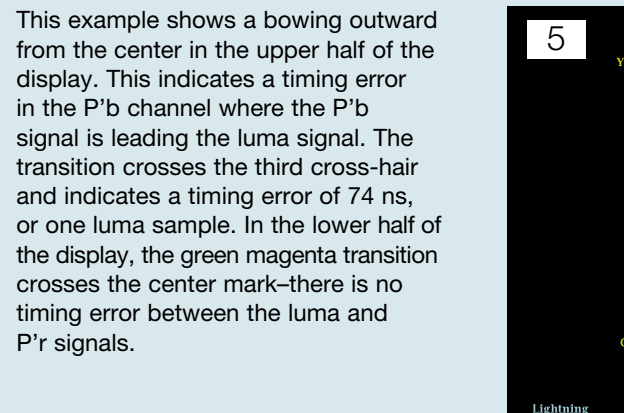 This example shows a bowing outward
from the center in the upper half of the
display. This indicates a timing error
in the P’b channel where the P’b
signal is leading the luma signal. The
transition crosses the third cross-hair
and indicates a timing error of 74 ns,
or one luma sample. In the lower half of
the display, the green magenta transition
crosses the center mark–there is no
timing error between the luma and
P’r signals.
5
Y
Lightning